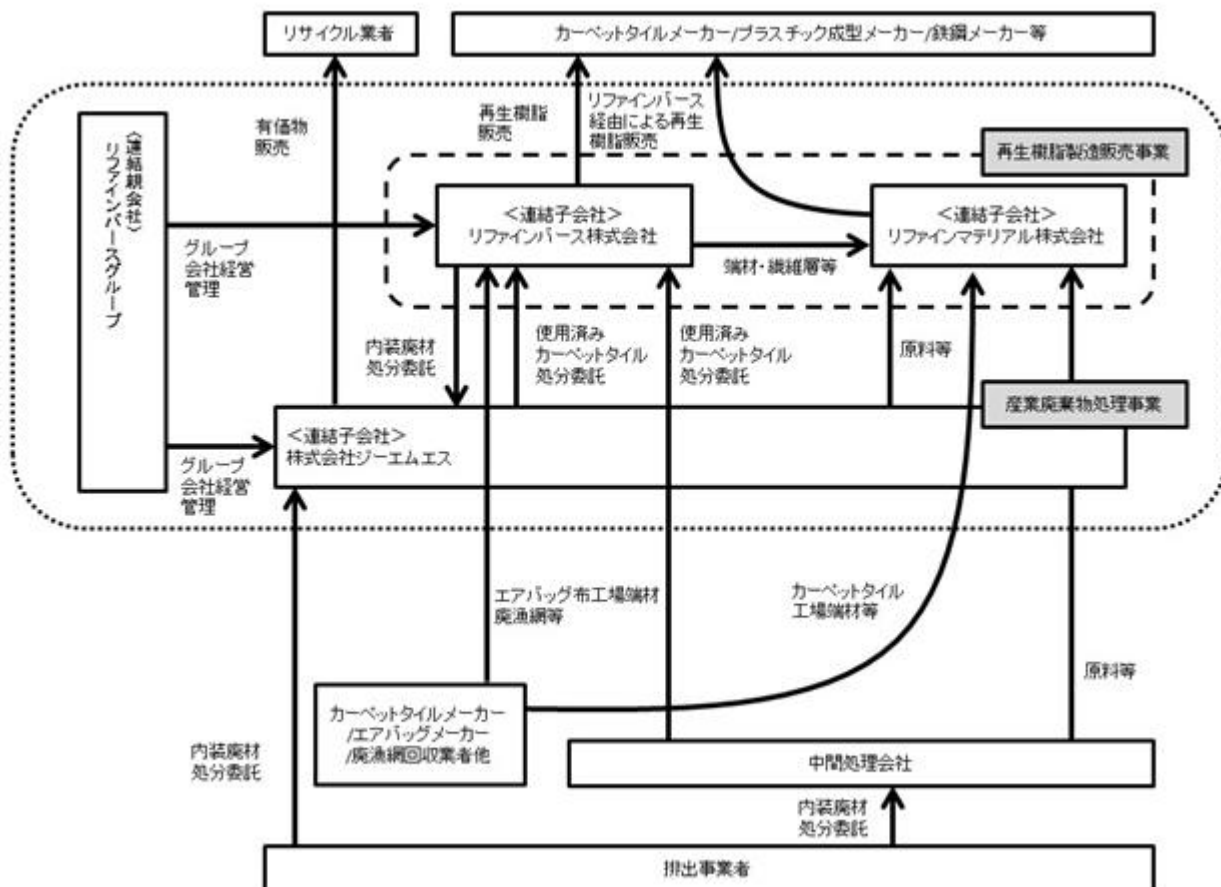 リサイクル業者
カーペットタイルメーカー/プラスチック成型メーカー/鉄鋼メーカー等
有価物
販売
再生樹脂
販売
リファインバース
経由による再生
樹脂販売
再生樹脂製造販売事業
〈連結親会社〉
リファインバースグループ
グループ
会社経営
管理
<連結子会社>
リファインバース株式会社
端材・繊維層等
<連結子会社>
リファインマテリアル株式会社
内装廃材
処分委託
使用済み
カーペットタイル
処分委託
使用済み
カーペットタイル
処分委託
原料等
産業廃棄物処理事業
グループ
会社経営
管理
<連結子会社>
株式会社ジーエムエス
エアバッグ布工場端材
廃漁網等
カーペットタイル
工場端材等
原料等
カーペットタイルメーカー
/エアバッグメーカー
/廃漁網回収業者他
内装廃材
処分委託
中間処理会社
内装廃材
処分委託
排出事業者